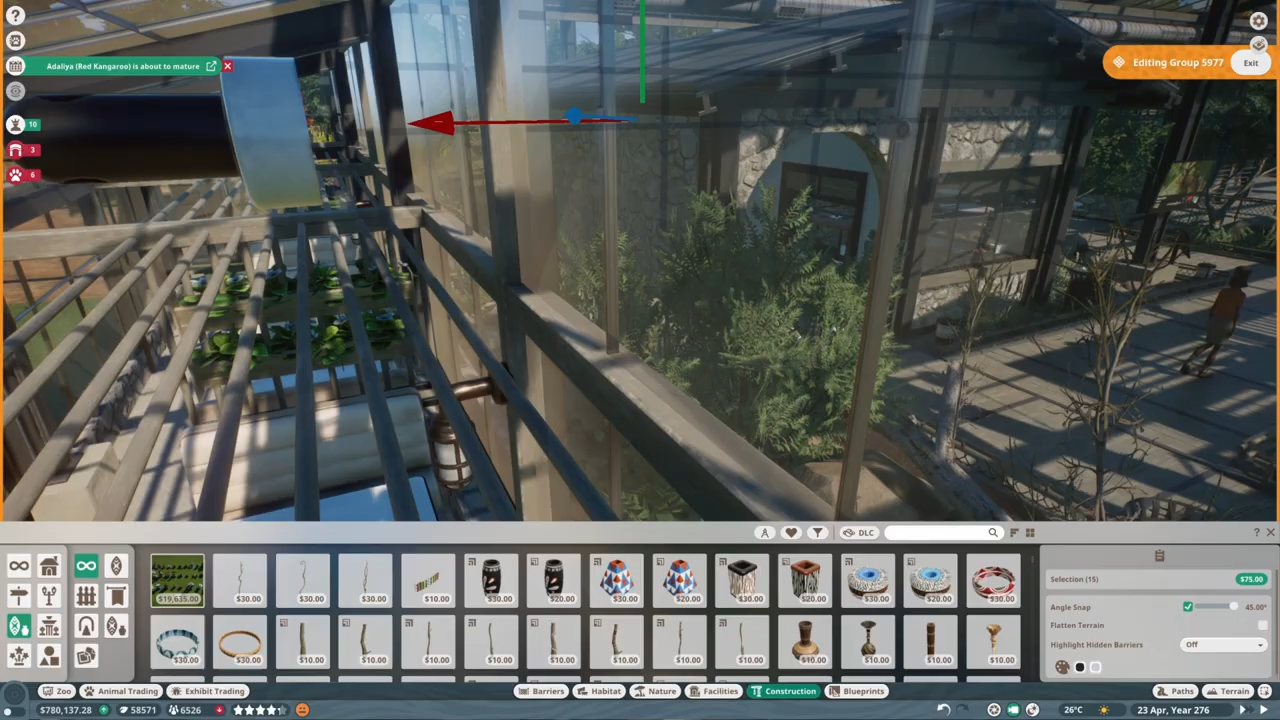 ?
Adaliya (Red Kangaroo) is about to mature
Editing Group 5977
Exit
10
3
6
DLC
? ×
$19,635.00 $30.00 $30.00 $30.00 $10.00 $30.00 $20.00 $30.00 $20.00 $30.00 $20.00 $30.00 $20.00 $30.00
$30.00 $30.00 $10.00 $10.00 $10.00 $10.00 $10.00 $10.00 $10.00 $10.00 $10.00 $10.00 $10.00 $10.00
Selection (15) $75.00
Angle Snap 45.00°
Flatten Terrain
Highlight Hidden Barriers Off
Zoo Animal Trading Exhibit Trading Barriers Habitat Nature Facilities Construction Blueprints Paths Terrain
$780,137.28 58571 6526 26°C 23 Apr, Year 276